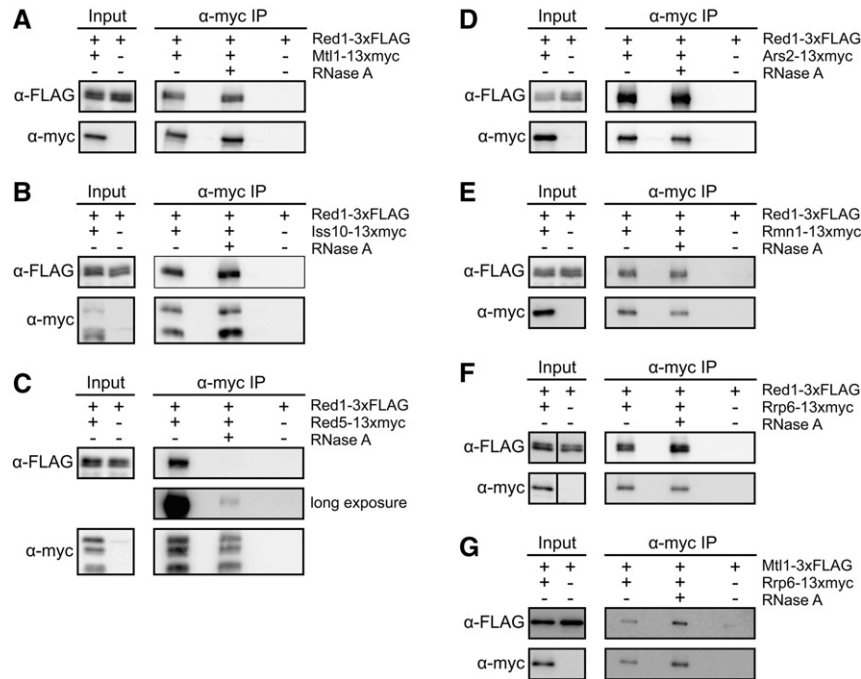 A
Input α-myc IP
+ + + + + Red1-3xFLAG
+ - + + - Mtl1-13xmyc
- - - + - RNase A
α-FLAG
α-myc
B
Input α-myc IP
+ + + + + Red1-3xFLAG
+ - + + - Iss10-13xmyc
- - - + - RNase A
α-FLAG
α-myc
C
Input α-myc IP
+ + + + + Red1-3xFLAG
+ - + + - Red5-13xmyc
- - - + - RNase A
α-FLAG
long exposure
α-myc
D
Input α-myc IP
+ + + + + Red1-3xFLAG
+ - + + - Ars2-13xmyc
- - - + - RNase A
α-FLAG
α-myc
E
Input α-myc IP
+ + + + + Red1-3xFLAG
+ - + + - Rmn1-13xmyc
- - - + - RNase A
α-FLAG
α-myc
F
Input α-myc IP
+ + + + + Red1-3xFLAG
+ - + + - Rrp6-13xmyc
- - - + - RNase A
α-FLAG
α-myc
G
Input α-myc IP
+ + + + + Mtl1-3xFLAG
+ - + + - Rrp6-13xmyc
- - - + - RNase A
α-FLAG
α-myc